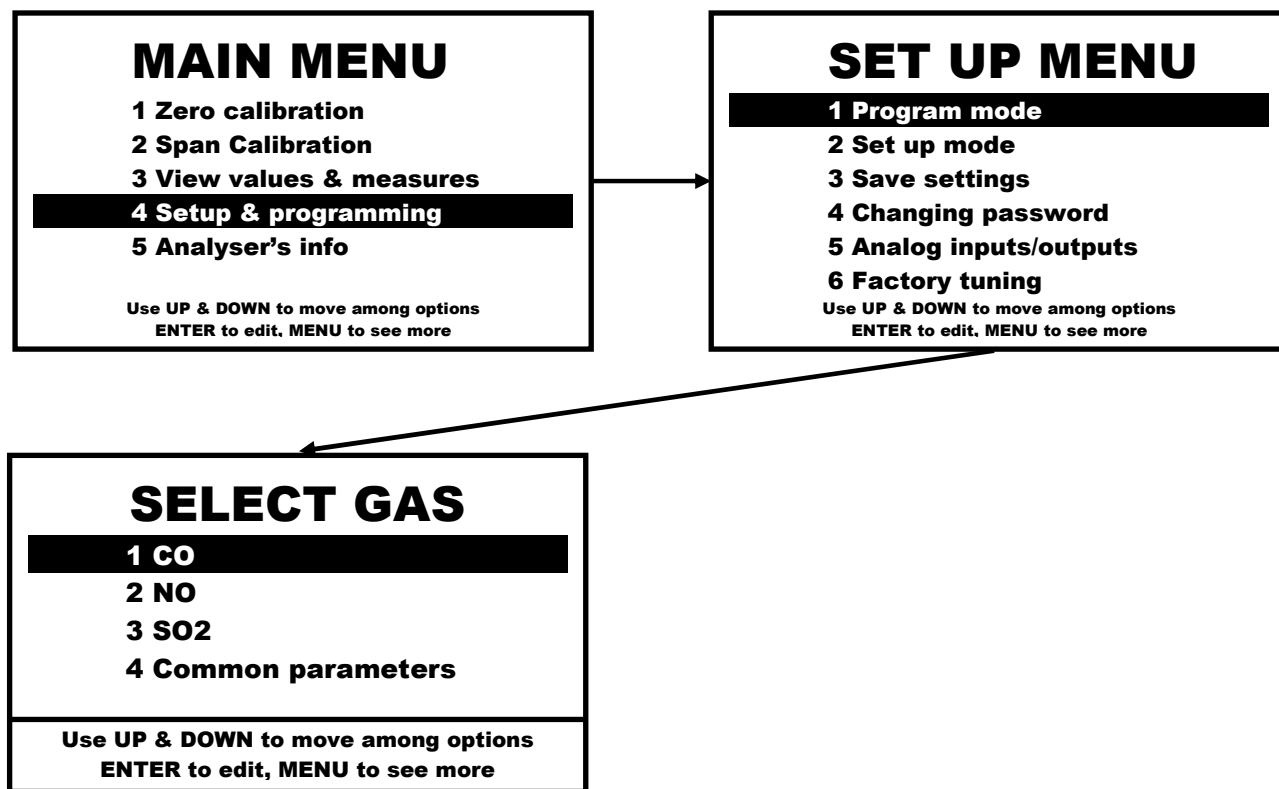 MAIN MENU
1 Zero calibration
2 Span Calibration
3 View values & measures
4 Setup & programming
5 Analyser’s info
Use UP & DOWN to move among options
ENTER to edit, MENU to see more
SET UP MENU
1 Program mode
2 Set up mode
3 Save settings
4 Changing password
5 Analog inputs/outputs
6 Factory tuning
Use UP & DOWN to move among options
ENTER to edit, MENU to see more
SELECT GAS
1 CO
2 NO
3 SO2
4 Common parameters
Use UP & DOWN to move among options
ENTER to edit, MENU to see more